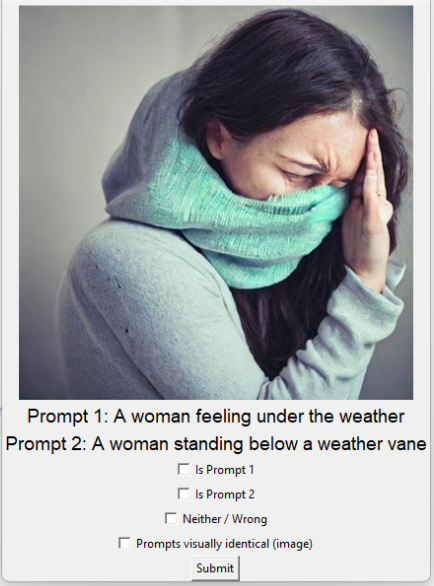 Prompt 1: A woman feeling under the weather
Prompt 2: A woman standing below a weather vane
Is Prompt 1
Is Prompt 2
Neither / Wrong
Prompts visually identical (image)
Submit